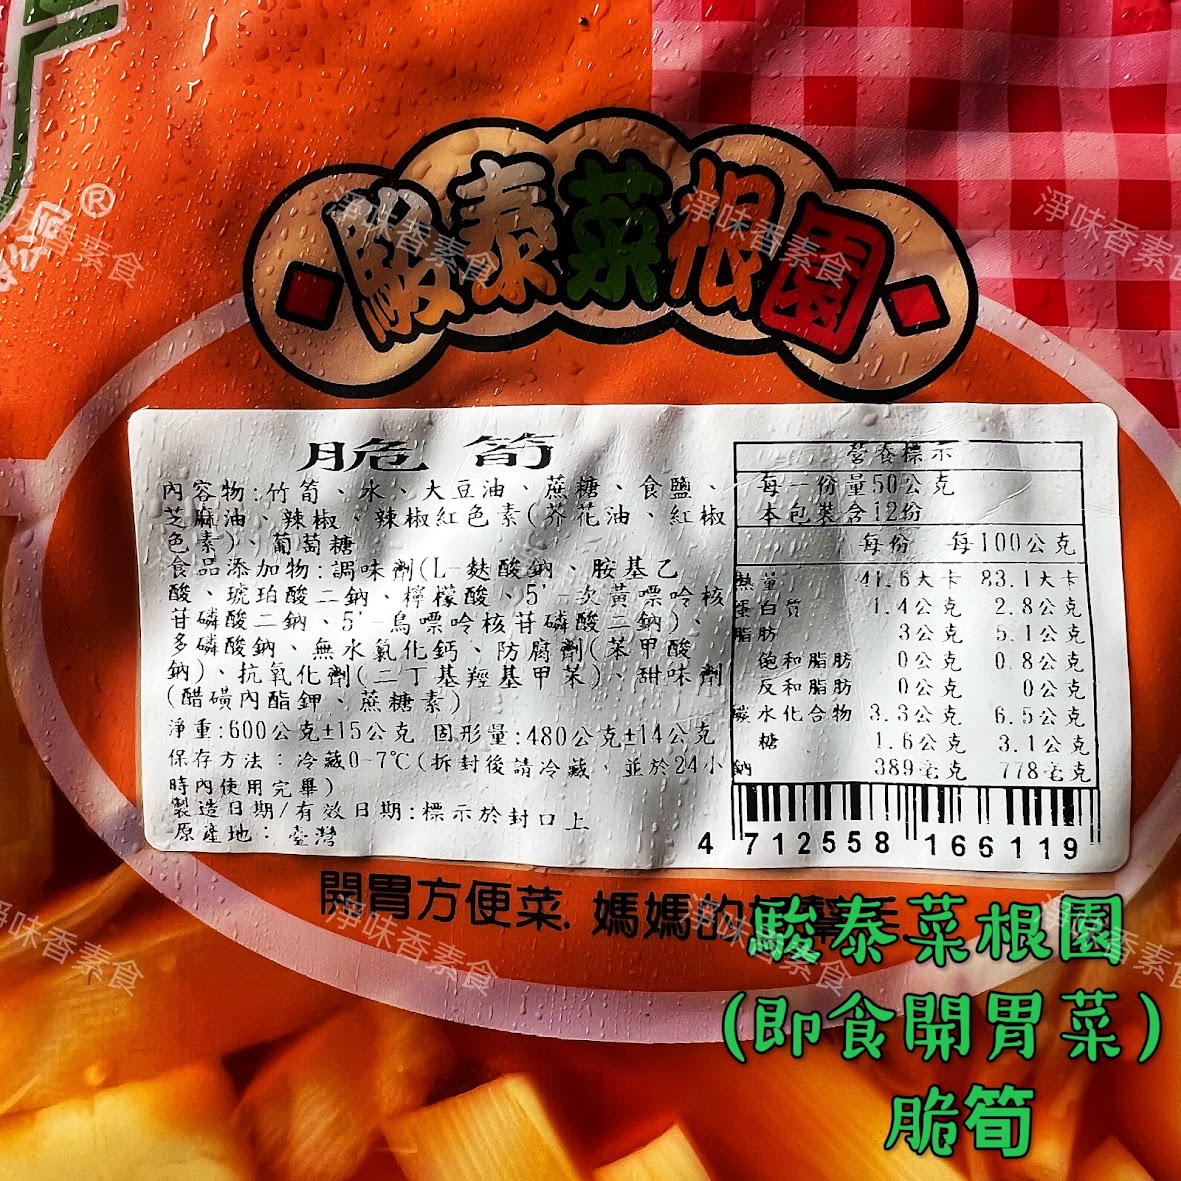 ®
駿泰菜根園
脆筍
內容物:竹筍、水、大豆油、蔗糖、食鹽、
芝麻油、辣椒、辣椒紅色素(芥花油、紅椒
色素)、葡萄糖
食品添加物:調味劑(L-麩酸鈉、胺基乙
酸、琥珀酸二鈉、檸檬酸、5'-次黃嘌呤核
苷磷酸二鈉、5'-鳥嘌呤核苷磷酸二鈉)、
多磷酸鈉、無水氯化鈣、防腐劑(苯甲酸
鈉)、抗氧化劑(二丁基羥基甲苯)、甜味劑
(醋磺內酯鉀、蔗糖素)
淨重:600公克±15公克 固形量:480公克±14公克
保存方法：冷藏0-7℃(拆封後請冷藏，並於24小
時內使用完畢)
製造日期/有效日期:標示於封口上
原產地：臺灣
營養標示
每一份量50公克
本包裝含12份
每份 每100公克
熱量 41.6大卡 83.1大卡
蛋白質 1.4公克 2.8公克
脂肪 3公克 5.1公克
飽和脂肪 0公克 0.8公克
反和脂肪 0公克 0公克
碳水化合物 3.3公克 6.5公克
糖 1.6公克 3.1公克
鈉 389毫克 778毫克
4 712558 166119
開胃方便菜. 媽媽的
駿泰菜根園
(即食開胃菜)
脆筍
淨味香素食
淨味香素食
淨味香素食
淨味香素食
淨味香素食